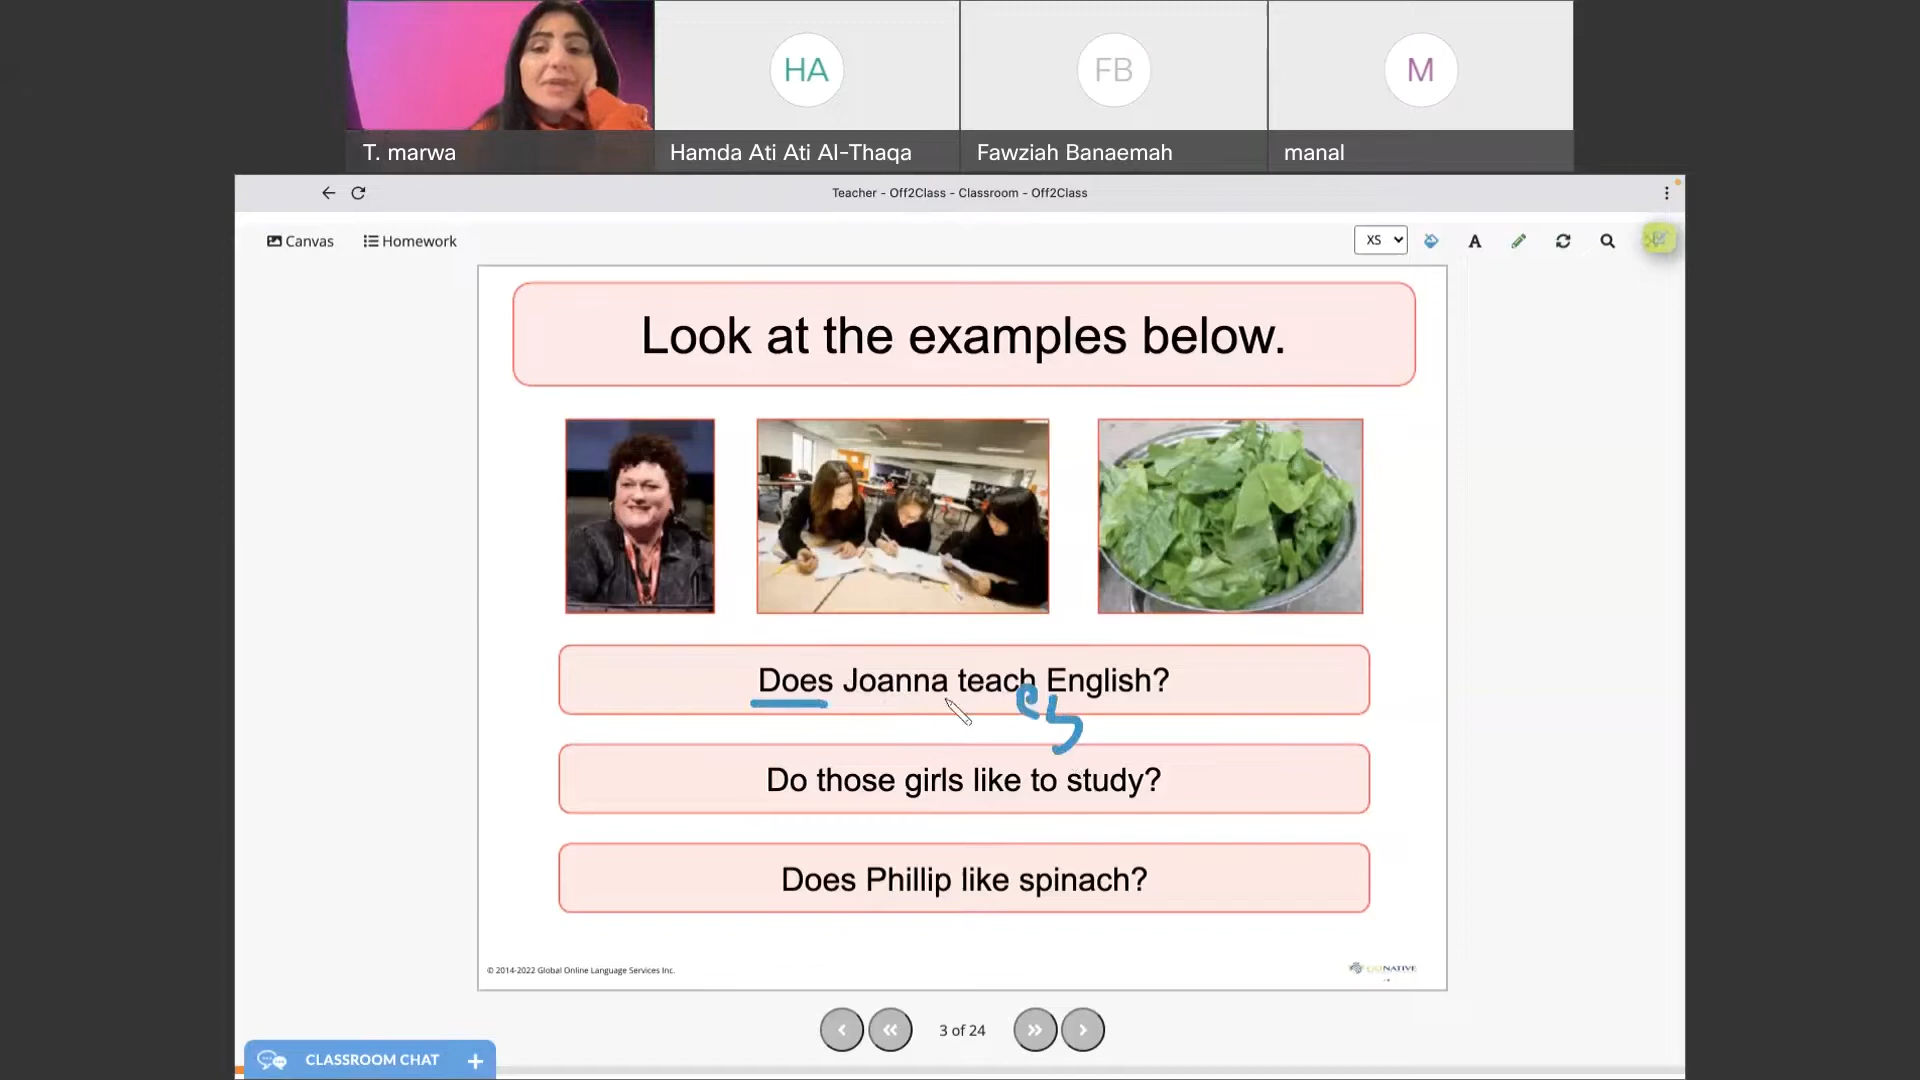 HA
FB
M
T. marwa
Hamda Ati Ati Al-Thaqa
Fawziah Banaemah
manal
Teacher - Off2Class - Classroom - Off2Class
Canvas
Homework
XS
A
Look at the examples below.
Does Joanna teach English?
es
Do those girls like to study?
Does Phillip like spinach?
© 2014-2022 Global Online Language Services Inc.
3 of 24
CLASSROOM CHAT